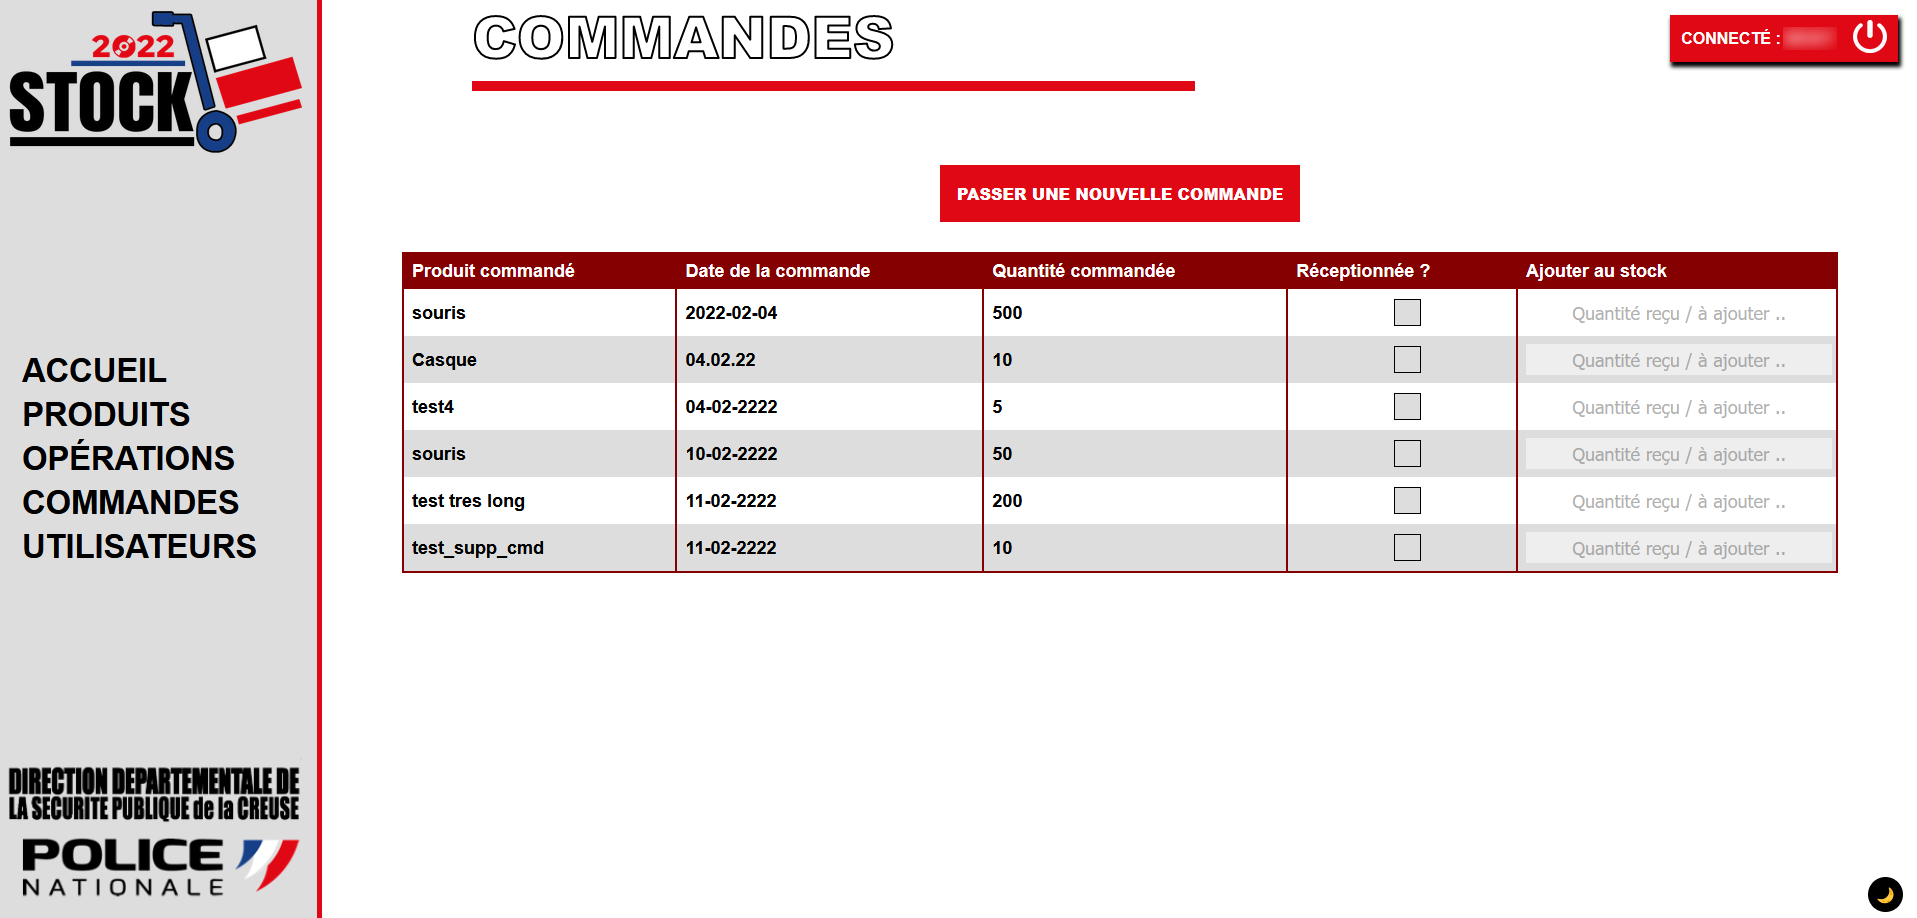 2022
STOCK
COMMANDES
CONNECTÉ :
PASSER UNE NOUVELLE COMMANDE
Produit commandé Date de la commande Quantité commandée Réceptionnée ? Ajouter au stock
souris 2022-02-04 500 Quantité reçu / à ajouter ..
Casque 04.02.22 10 Quantité reçu / à ajouter ..
test4 04-02-2222 5 Quantité reçu / à ajouter ..
souris 10-02-2222 50 Quantité reçu / à ajouter ..
test tres long 11-02-2222 200 Quantité reçu / à ajouter ..
test_supp_cmd 11-02-2222 10 Quantité reçu / à ajouter ..
ACCUEIL
PRODUITS
OPÉRATIONS
COMMANDES
UTILISATEURS
DIRECTION DEPARTEMENTALE DE
LA SECURITE PUBLIQUE de la CREUSE
POLICE
NATIONALE